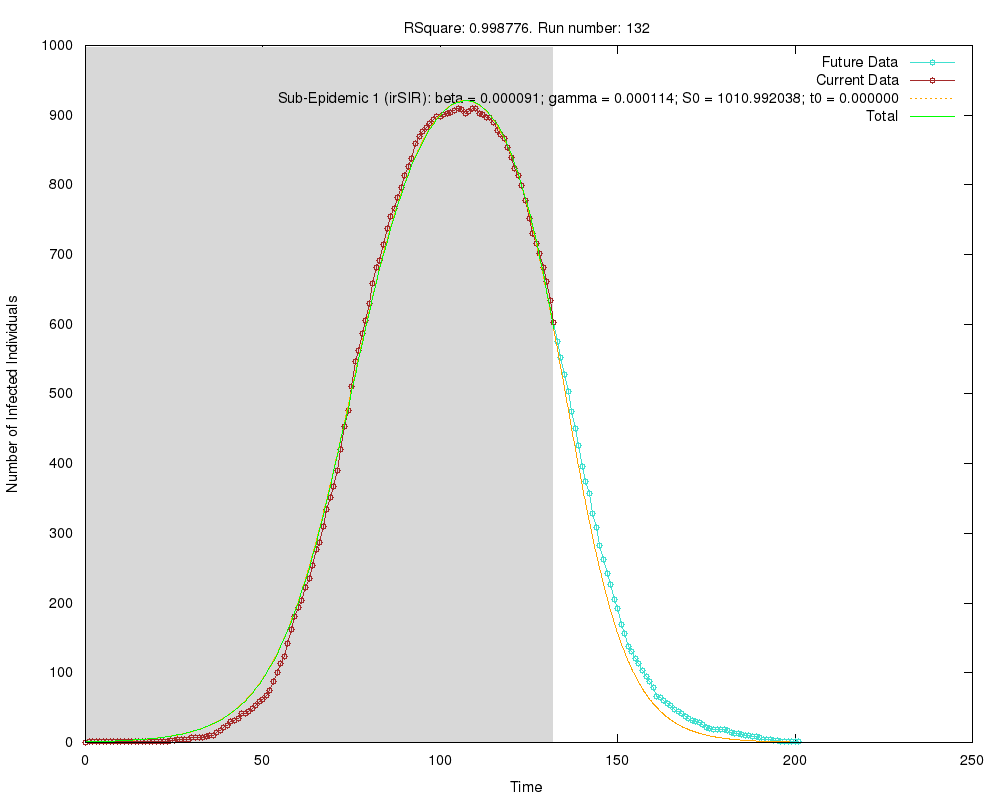 RSquare: 0.998776. Run number: 132
1000
900
800
700
600
500
400
300
200
100
0
Number of Infected Individuals
Future Data
Current Data
Sub-Epidemic 1 (irSIR): beta = 0.000091; gamma = 0.000114; S0 = 1010.992038; t0 = 0.000000
Total
0 50 100 150 200 250
Time